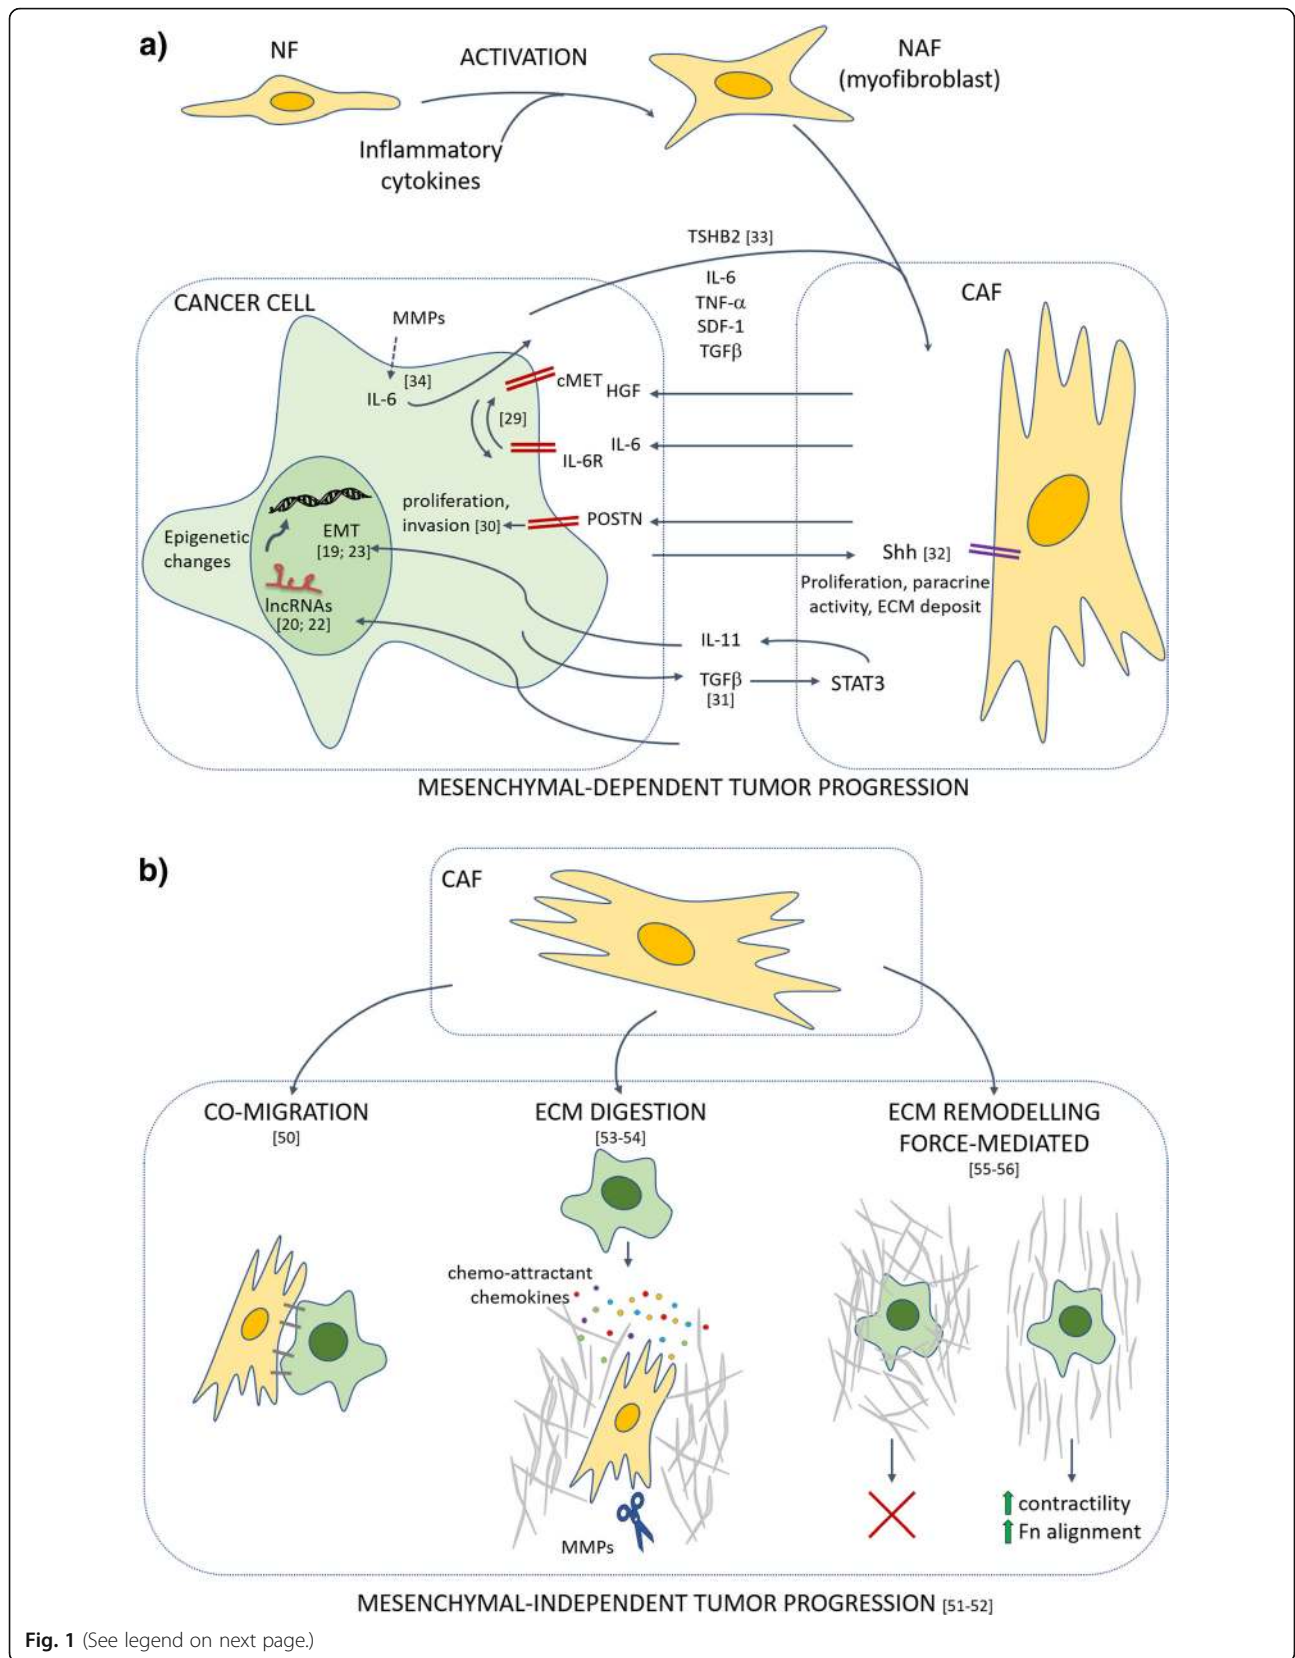 a)
NF
ACTIVATION
NAF
(myofibroblast)
Inflammatory
cytokines
TSHB2 [33]
IL-6
TNF-α
SDF-1
TGFβ
CANCER CELL
CAF
MMPs
[34]
IL-6
cMET
HGF
[29]
IL-6
IL-6R
proliferation,
invasion [30]
POSTN
Epigenetic
changes
EMT
[19; 23]
lncRNAs
[20; 22]
Shh [32]
Proliferation, paracrine
activity, ECM deposit
IL-11
TGFβ
[31]
STAT3
MESENCHYMAL-DEPENDENT TUMOR PROGRESSION
b)
CAF
CO-MIGRATION
[50]
ECM DIGESTION
[53-54]
ECM REMODELLING
FORCE-MEDIATED
[55-56]
chemo-attractant
chemokines
MMPs
contractility
Fn alignment
MESENCHYMAL-INDEPENDENT TUMOR PROGRESSION [51-52]
Fig. 1 (See legend on next page.)